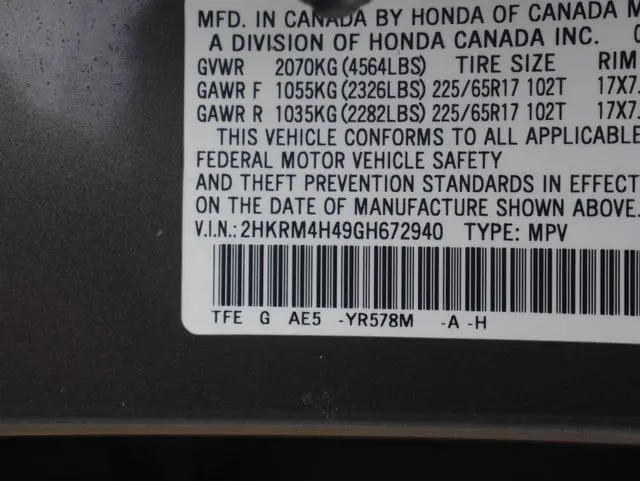 MFD. IN CANADA BY HONDA OF CANADA M
A DIVISION OF HONDA CANADA INC.
GVWR 2070KG (4564LBS) TIRE SIZE RIM
GAWR F 1055KG (2326LBS) 225/65R17 102T 17X7.
GAWR R 1035KG (2282LBS) 225/65R17 102T 17X7.
THIS VEHICLE CONFORMS TO ALL APPLICABLE
FEDERAL MOTOR VEHICLE SAFETY
AND THEFT PREVENTION STANDARDS IN EFFECT
ON THE DATE OF MANUFACTURE SHOWN ABOVE.
V.I.N.: 2HKRM4H49GH672940 TYPE: MPV
TFE G AE5 -YR578M -A -H